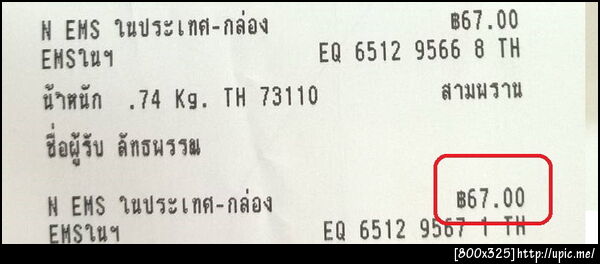 N EMS ในประเทศ-กล่อง ฿67.00
EMSในฯ EQ 6512 9566 8 TH
น้ำหนัก .74 Kg. TH 73110 สามพราน
ชื่อผู้รับ ลัทธพรรณ
N EMS ในประเทศ-กล่อง ฿67.00
EMSในฯ EQ 6512 9567 1 TH
[800x325]http://upic.me/